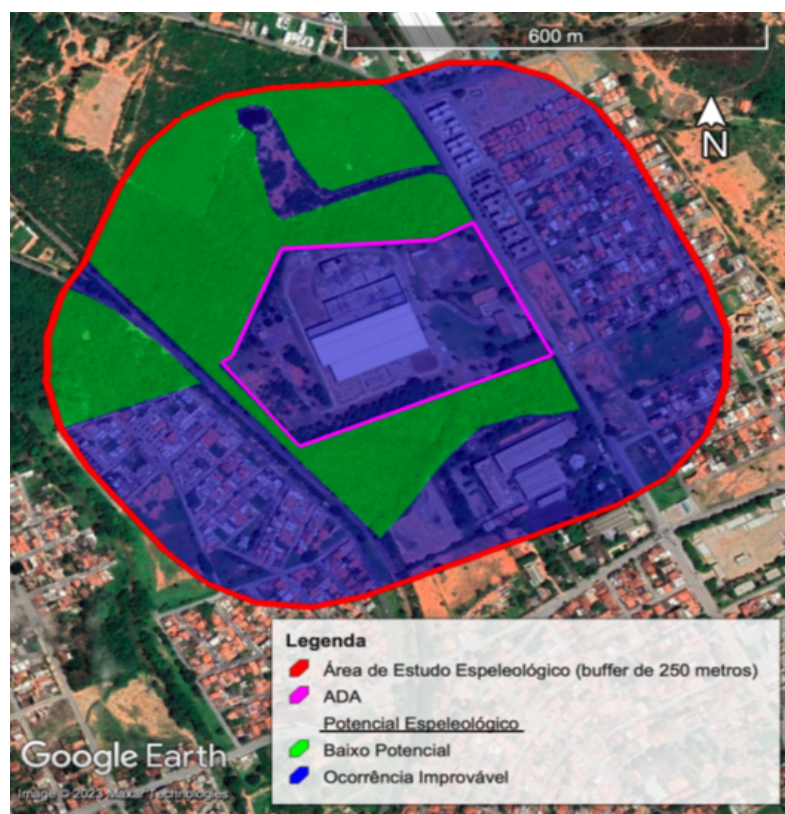 600 m
N
Legenda
Área de Estudo Espeleológico (buffer de 250 metros)
ADA
Potencial Espeleológico
Baixo Potencial
Ocorrência Improvável
Google Earth
Image © 2023 Maxar Technologies